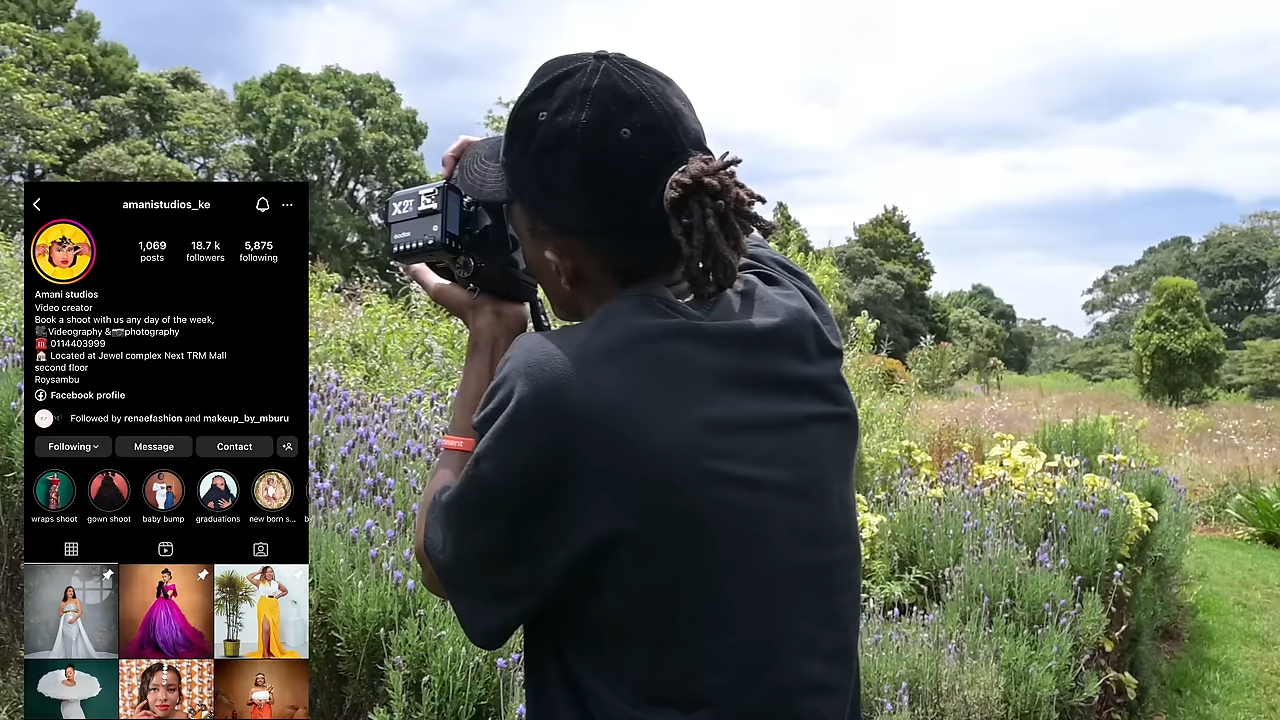 amanistudios_ke
1,069
posts
18.7 k
followers
5,875
following
Amani studios
Video creator
Book a shoot with us any day of the week,
Videography & photography
0114403999
Located at Jewel complex Next TRM Mall
second floor
Roysambu
Facebook profile
Followed by renaefashion and makeup_by_mburu
Following
Message
Contact
wraps shoot
gown shoot
baby bump
graduations
new born s...
X2T
E
Godox